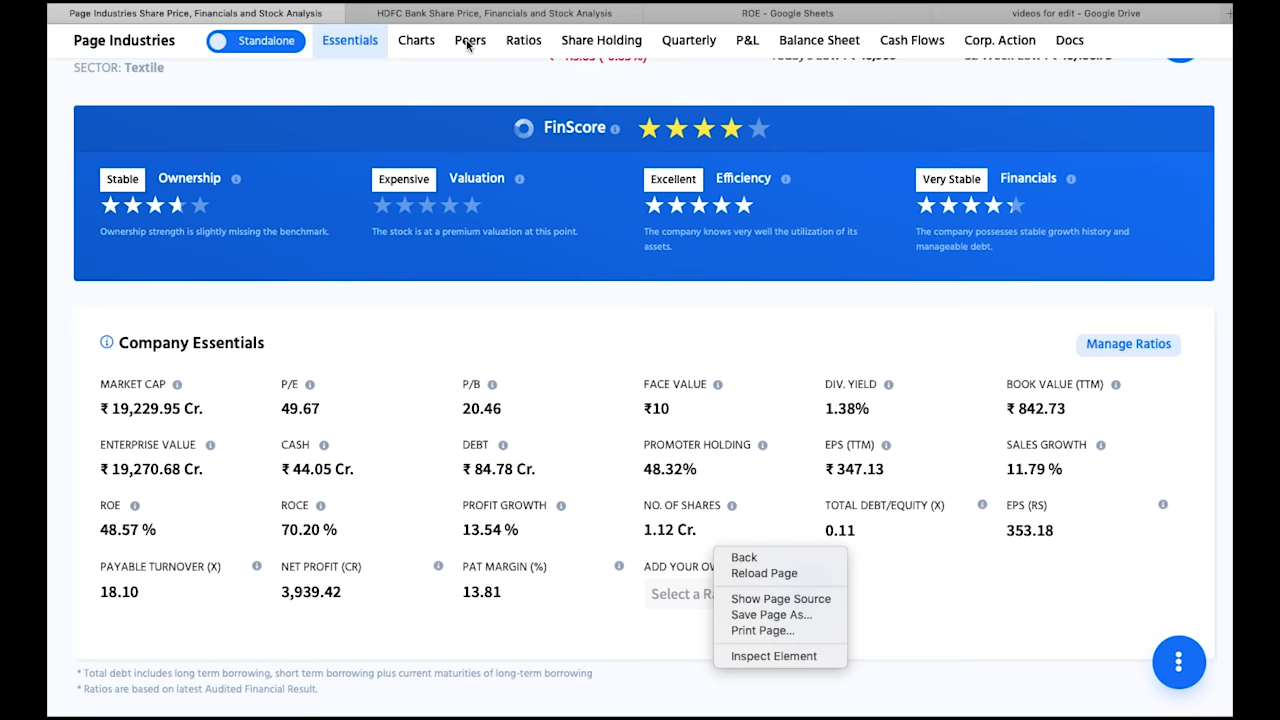 Page Industries Share Price, Financials and Stock Analysis HDFC Bank Share Price, Financials and Stock Analysis ROE - Google Sheets videos for edit - Google Drive
Page Industries Standalone Essentials Charts Peers Ratios Share Holding Quarterly P&L Balance Sheet Cash Flows Corp. Action Docs
SECTOR: Textile
FinScore
Stable Ownership Expensive Valuation Excellent Efficiency Very Stable Financials
Ownership strength is slightly missing the benchmark. The stock is at a premium valuation at this point. The company knows very well the utilization of its The company possesses stable growth history and
assets. manageable debt.
Company Essentials
Manage Ratios
MARKET CAP P/E P/B FACE VALUE DIV. YIELD BOOK VALUE (TTM)
₹ 19,229.95 Cr. 49.67 20.46 ₹10 1.38% ₹ 842.73
ENTERPRISE VALUE CASH DEBT PROMOTER HOLDING EPS (TTM) SALES GROWTH
₹ 19,270.68 Cr. ₹ 44.05 Cr. ₹ 84.78 Cr. 48.32% ₹ 347.13 11.79 %
ROE ROCE PROFIT GROWTH NO. OF SHARES TOTAL DEBT/EQUITY (X) EPS (RS)
48.57 % 70.20 % 13.54 % 1.12 Cr. 0.11 353.18
PAYABLE TURNOVER (X) NET PROFIT (CR) PAT MARGIN (%) ADD YOUR
18.10 3,939.42 13.81 Select a
Back
Reload Page
Show Page Source
Save Page As...
Print Page...
Inspect Element
* Total debt includes long term borrowing, short term borrowing plus current maturities of long-term borrowing
* Ratios are based on latest Audited Financial Result.